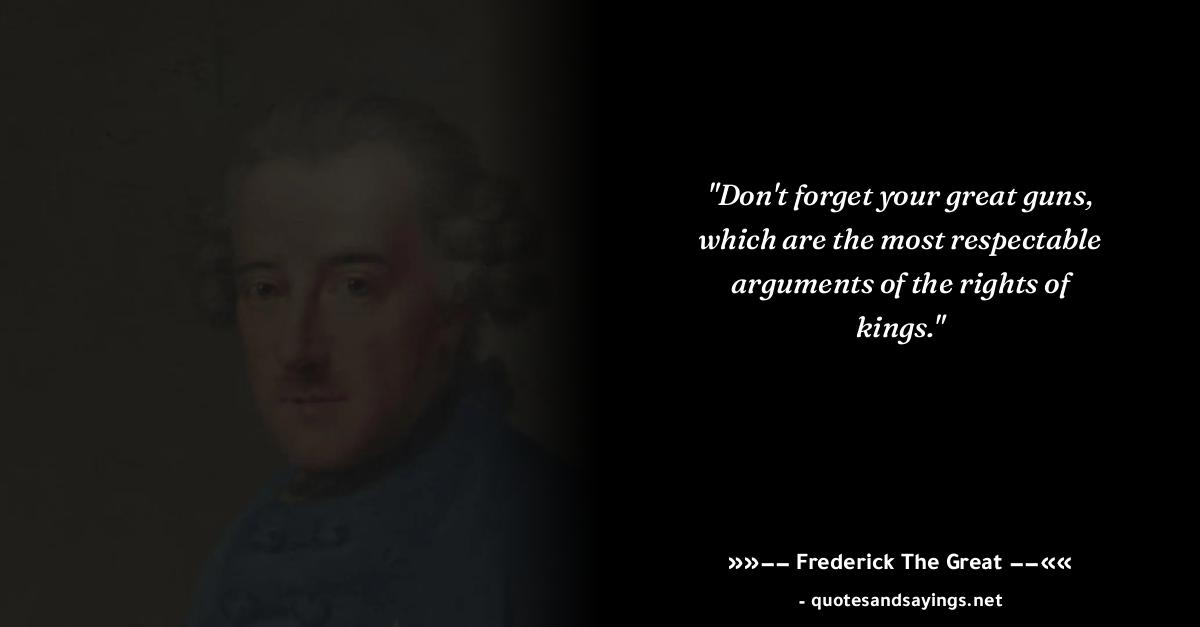 "Don't forget your great guns,
which are the most respectable
arguments of the rights of
kings."
»»−− Frederick The Great −−««
- quotesandsayings.net